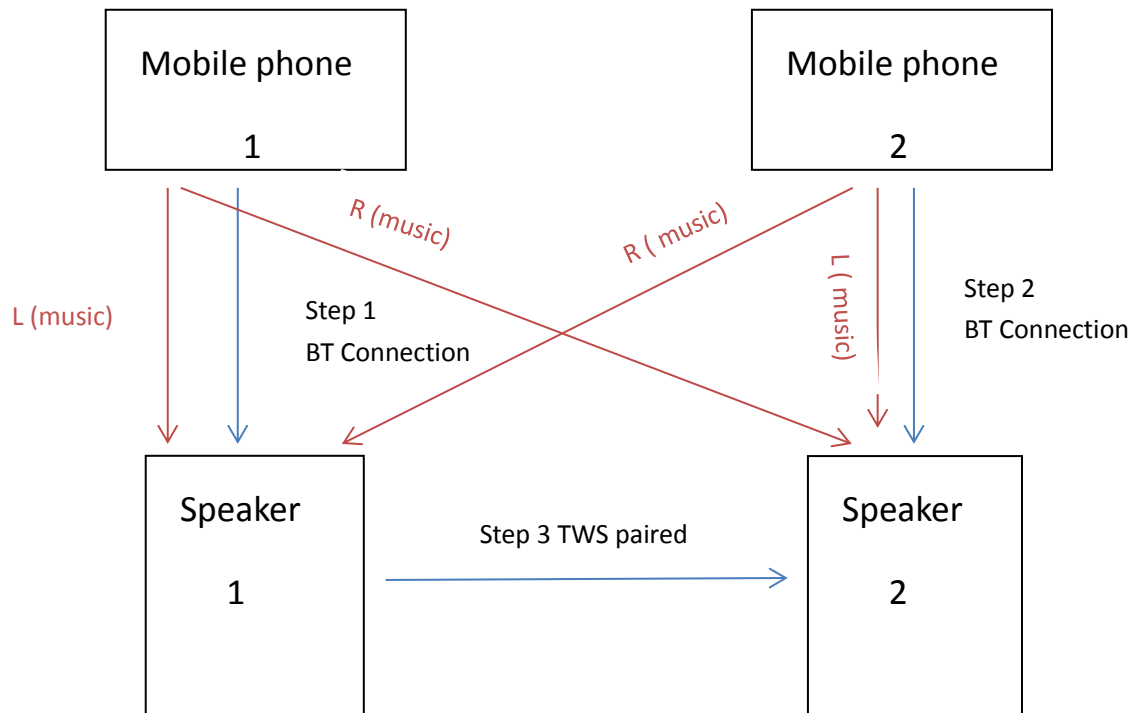 Mobile phone
1
Mobile phone
2
R (music)
R ( music)
L (music)
Step 1
BT Connection
L ( music)
Step 2
BT Connection
Speaker
1
Step 3 TWS paired
Speaker
2